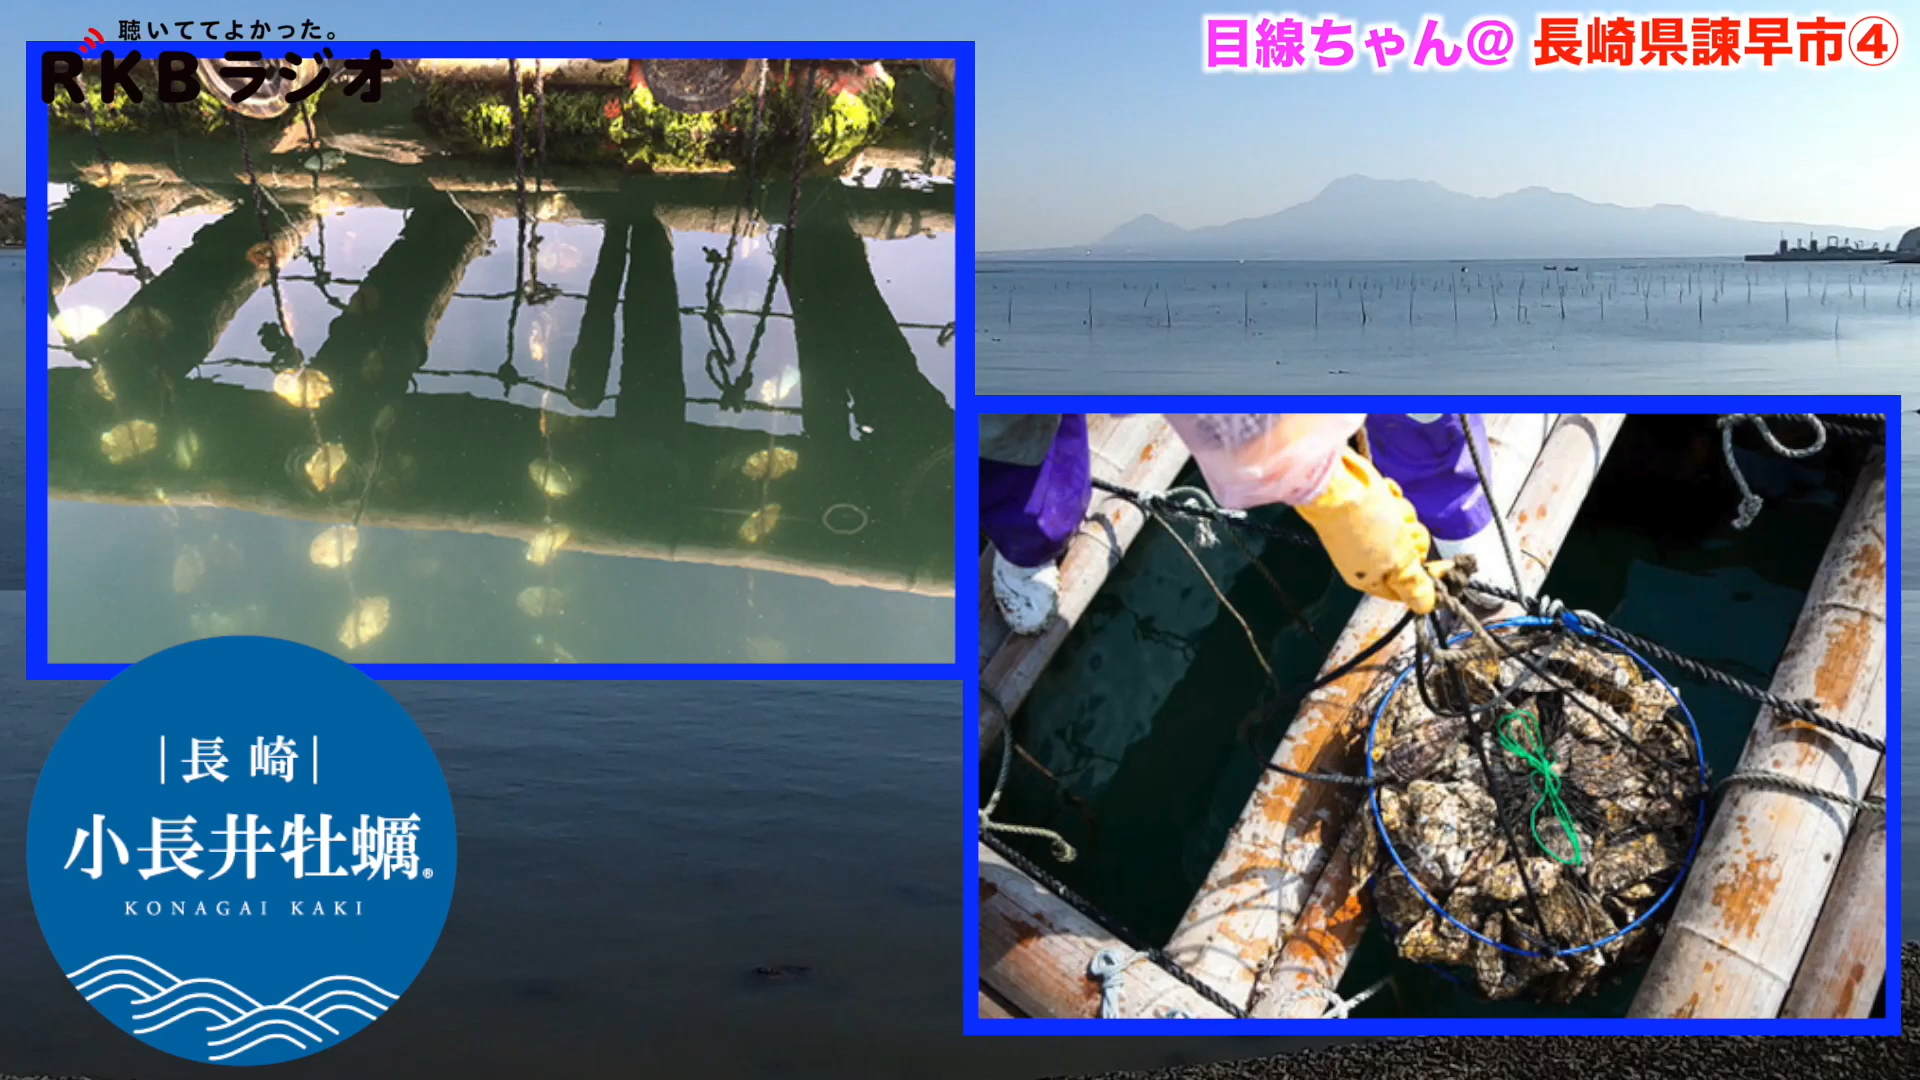 聴いててよかった。
RKBラジオ
目線ちゃん@ 長崎県諫早市④
|長崎|
小長井牡蠣®
KONAGAI KAKI